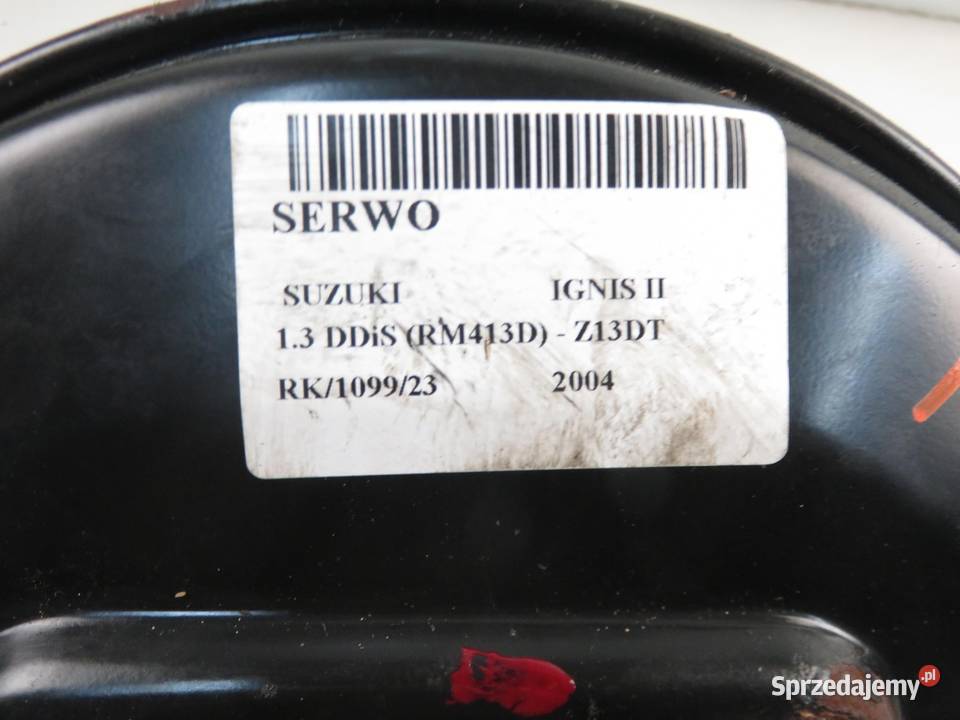 SERWO
SUZUKI IGNIS II
1.3 DDiS (RM413D) - Z13DT
RK/1099/23 2004
Sprzedajemy.pl